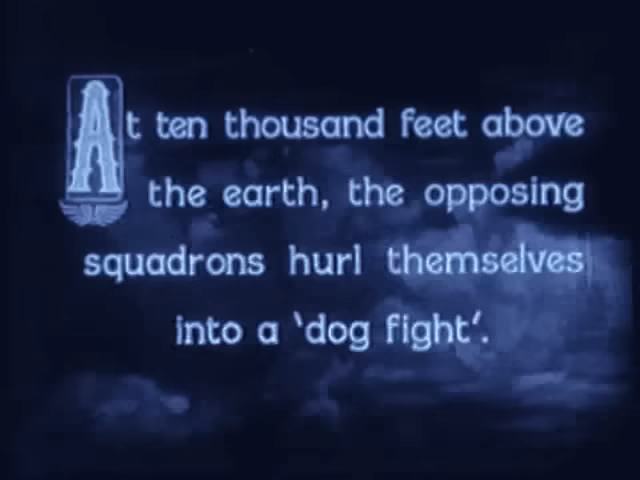 At ten thousand feet above
the earth, the opposing
squadrons hurl themselves
into a 'dog fight'.